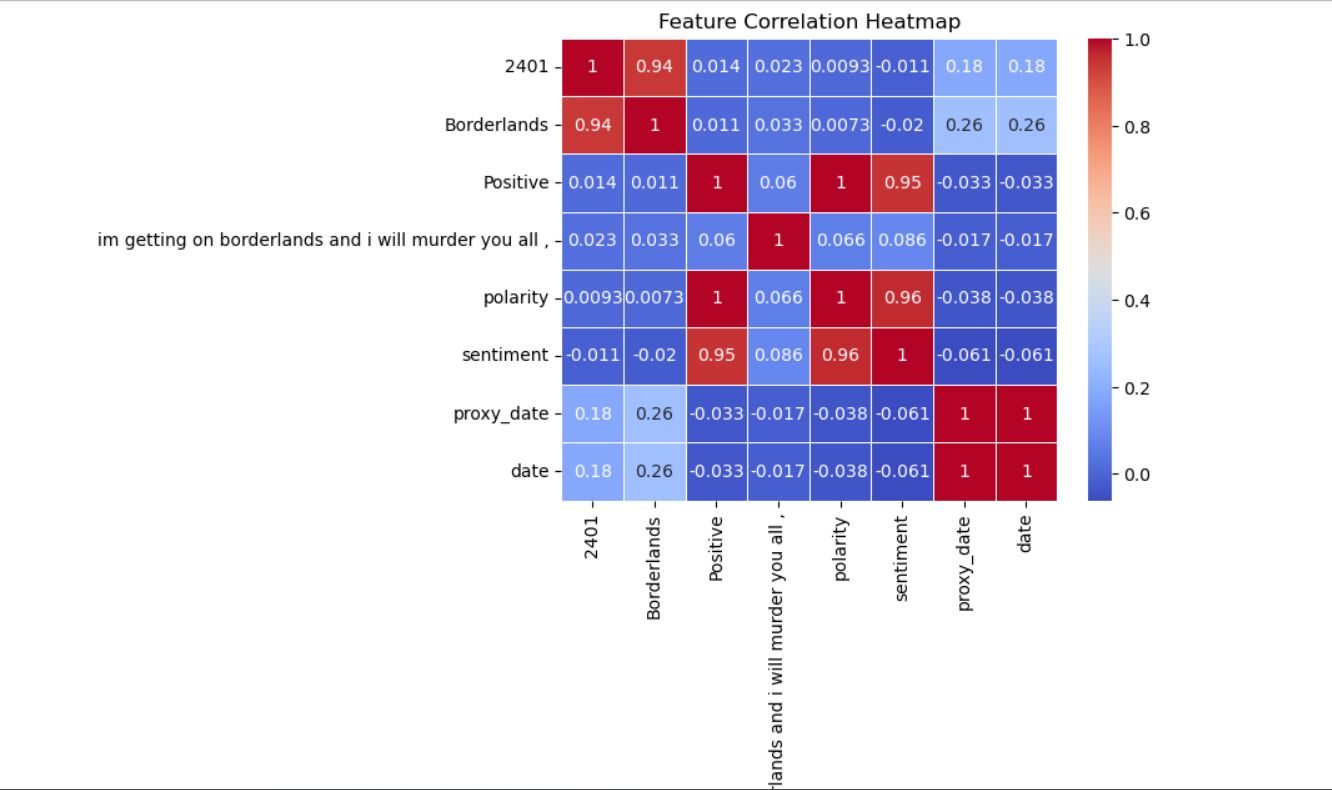 Feature Correlation Heatmap
2401 1 0.94 0.014 0.023 0.0093 -0.011 0.18 0.18
Borderlands 0.94 1 0.011 0.033 0.0073 -0.02 0.26 0.26
Positive 0.014 0.011 1 0.06 1 0.95 -0.033 -0.033
im getting on borderlands and i will murder you all , 0.023 0.033 0.06 1 0.066 0.086 -0.017 -0.017
polarity 0.0093 0.0073 1 0.066 1 0.96 -0.038 -0.038
sentiment -0.011 -0.02 0.95 0.086 0.96 1 -0.061 -0.061
proxy_date 0.18 0.26 -0.033 -0.017 -0.038 -0.061 1 1
date 0.18 0.26 -0.033 -0.017 -0.038 -0.061 1 1
2401
Borderlands
Positive
rlands and i will murder you all ,
polarity
sentiment
proxy_date
date
1.0
0.8
0.6
0.4
0.2
0.0